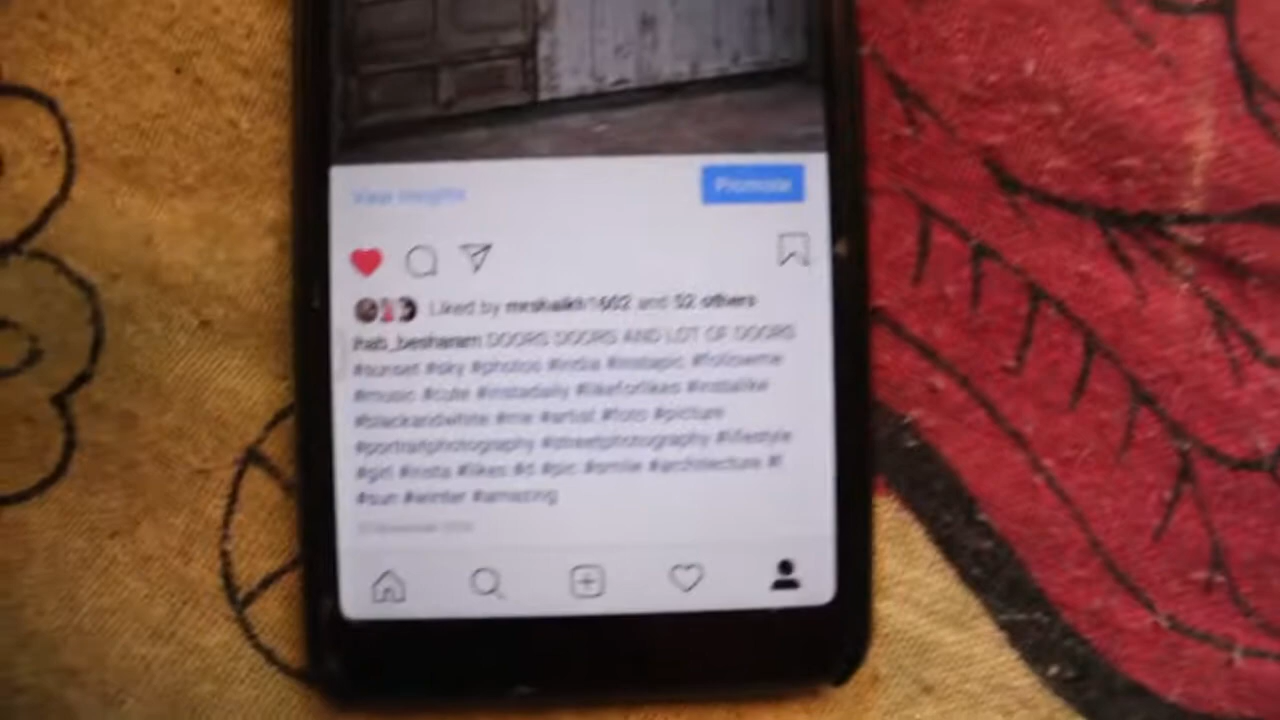 View Insights
Promote
Liked by mrshaikh1602 and 52 others
DOORS DOORS AND LOT OF DOORS
#sunset #sky #photos #india #instapic #followme
#music #cute #instadaily #likeforlikes #instalike
#blackandwhite #me #artist #foto #picture
#portraitphotography #streetphotography #lifestyle
#girl #insta #likes #d #pic #smile #architecture #f
#sun #winter #amazing